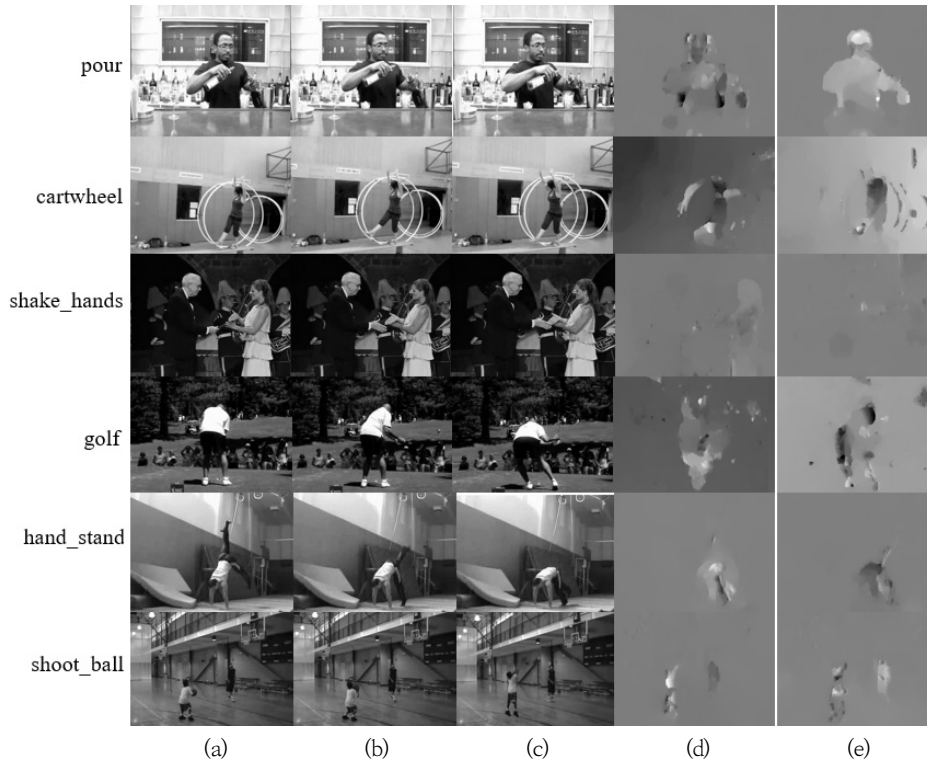 pour
cartwheel
shake_hands
golf
hand_stand
shoot_ball
(a) (b) (c) (d) (e)